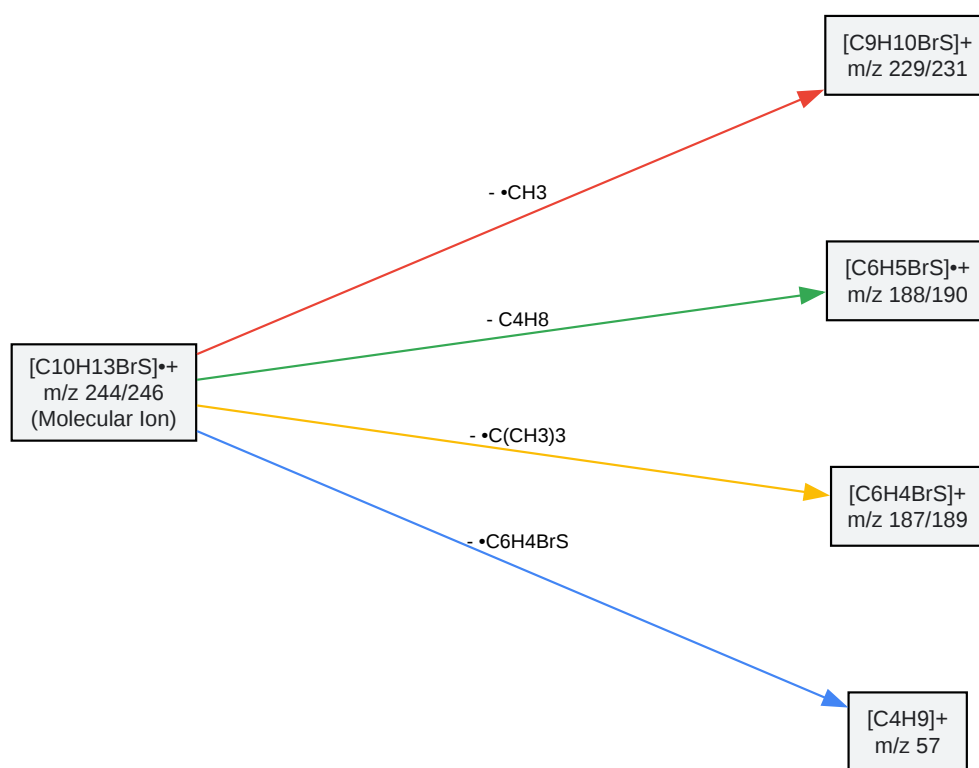 [C9H10BrS]+
m/z 229/231
- •CH3
[C6H5BrS]•+
m/z 188/190
- C4H8
[C10H13BrS]•+
m/z 244/246
(Molecular Ion)
- •C(CH3)3
[C6H4BrS]+
m/z 187/189
- •C6H4BrS
[C4H9]+
m/z 57